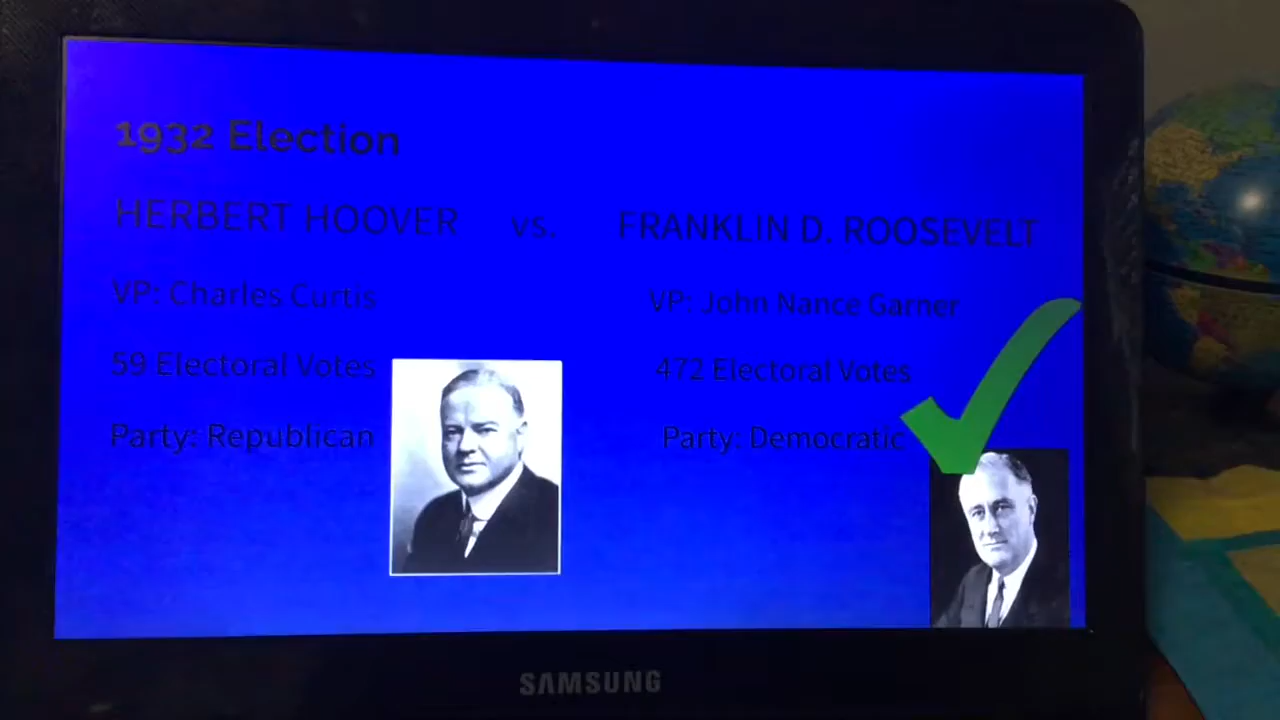 1932 Election
HERBERT HOOVER vs. FRANKLIN D. ROOSEVELT
VP: Charles Curtis
VP: John Nance Garner
59 Electoral Votes
472 Electoral Votes
Party: Republican
Party: Democratic
SAMSUNG